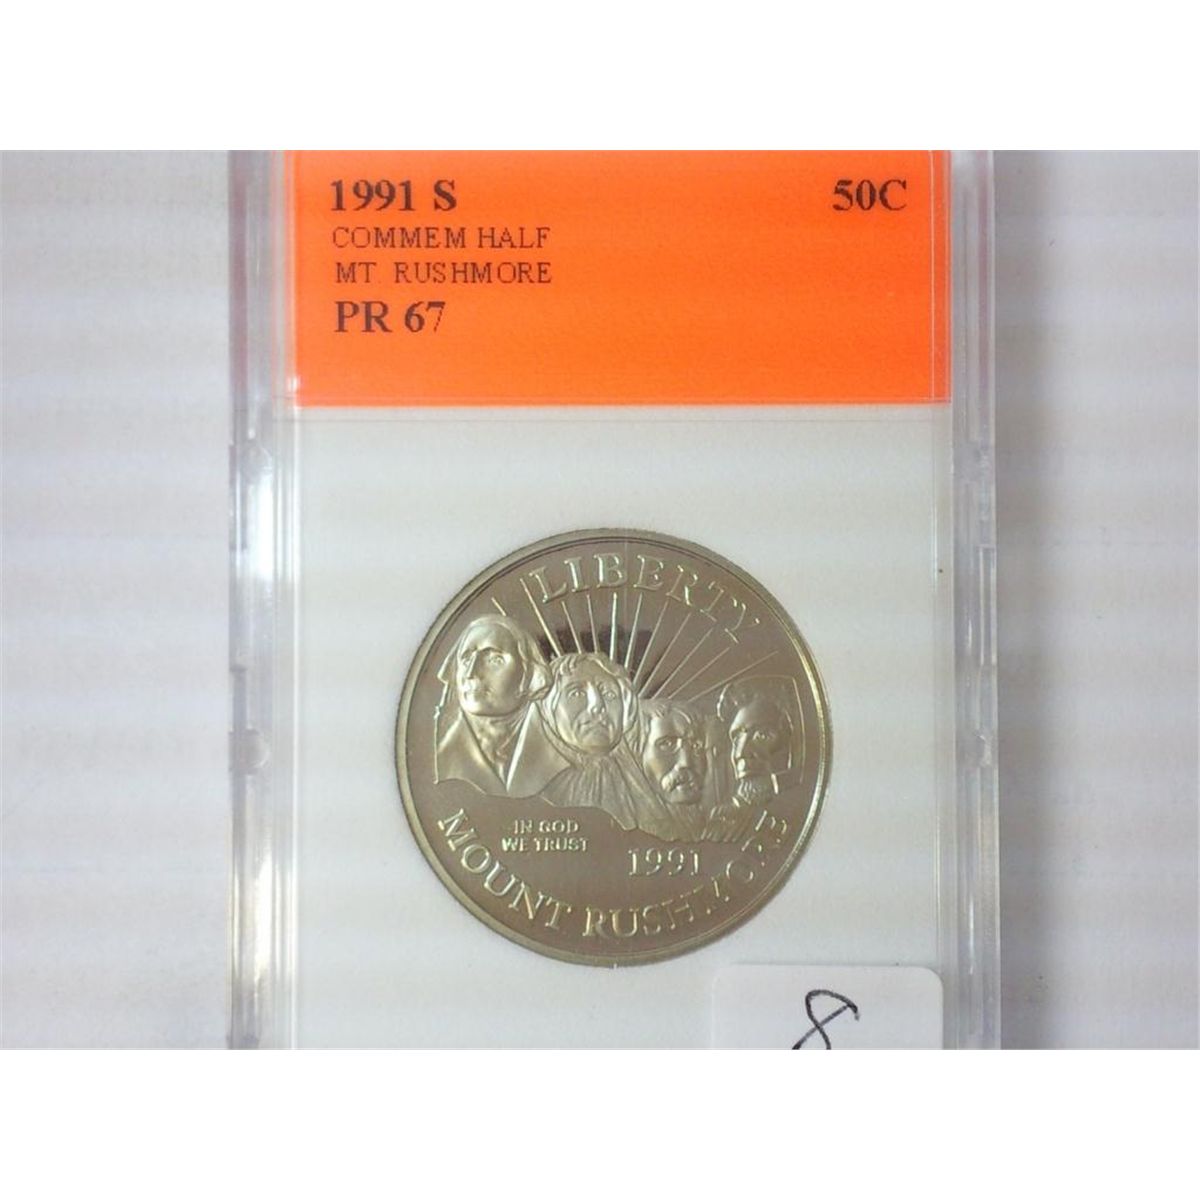 1991 S 50C
COMMEM HALF
MT. RUSHMORE
PR 67
LIBERTY
IN GOD
WE TRUST
1991
MOUNT RUSHMORE
8